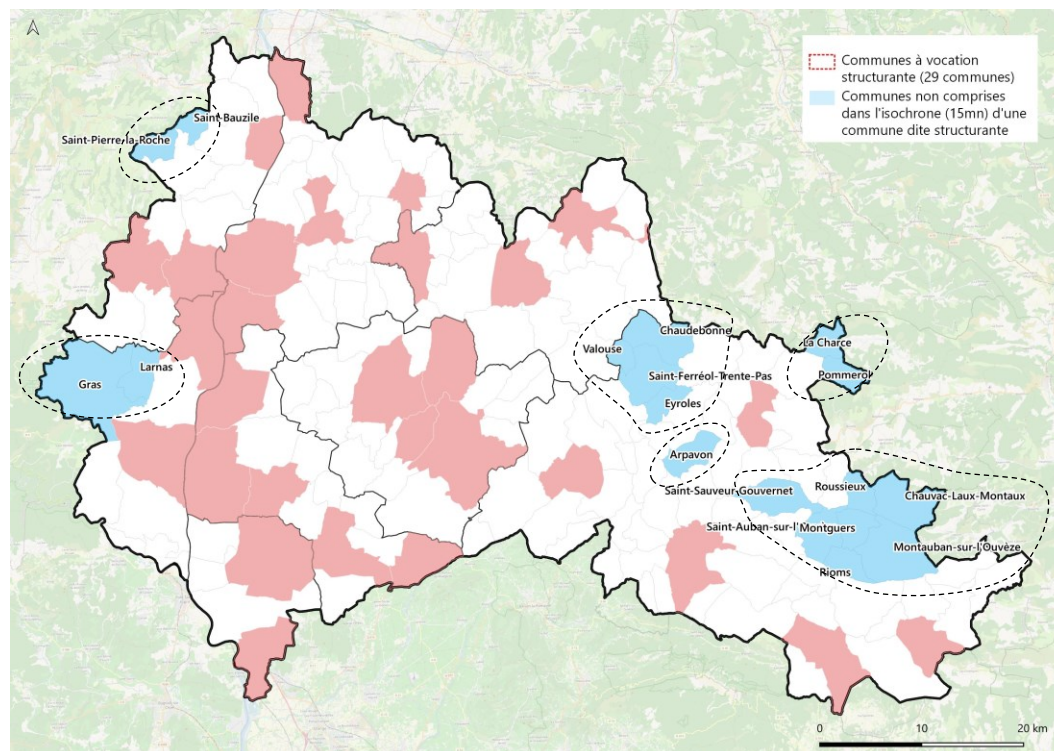 Communes à vocation
structurante (29 communes)
Communes non comprises
dans l'isochrone (15mn) d'une
commune dite structurante
Saint-Bauzile
Saint-Pierre-la-Roche
Chaudebonne
La Charce
Valouse
Larnas
Saint-Ferréol-Trente-Pas
Pommerol
Gras
Eyroles
Arpavon
Saint-Sauveur-Gouvernet
Roussieux
Chauvac-Laux-Montaux
Saint-Auban-sur-l'
Montguers
Montauban-sur-l'Ouvèze
Rioms
0 10 20 km